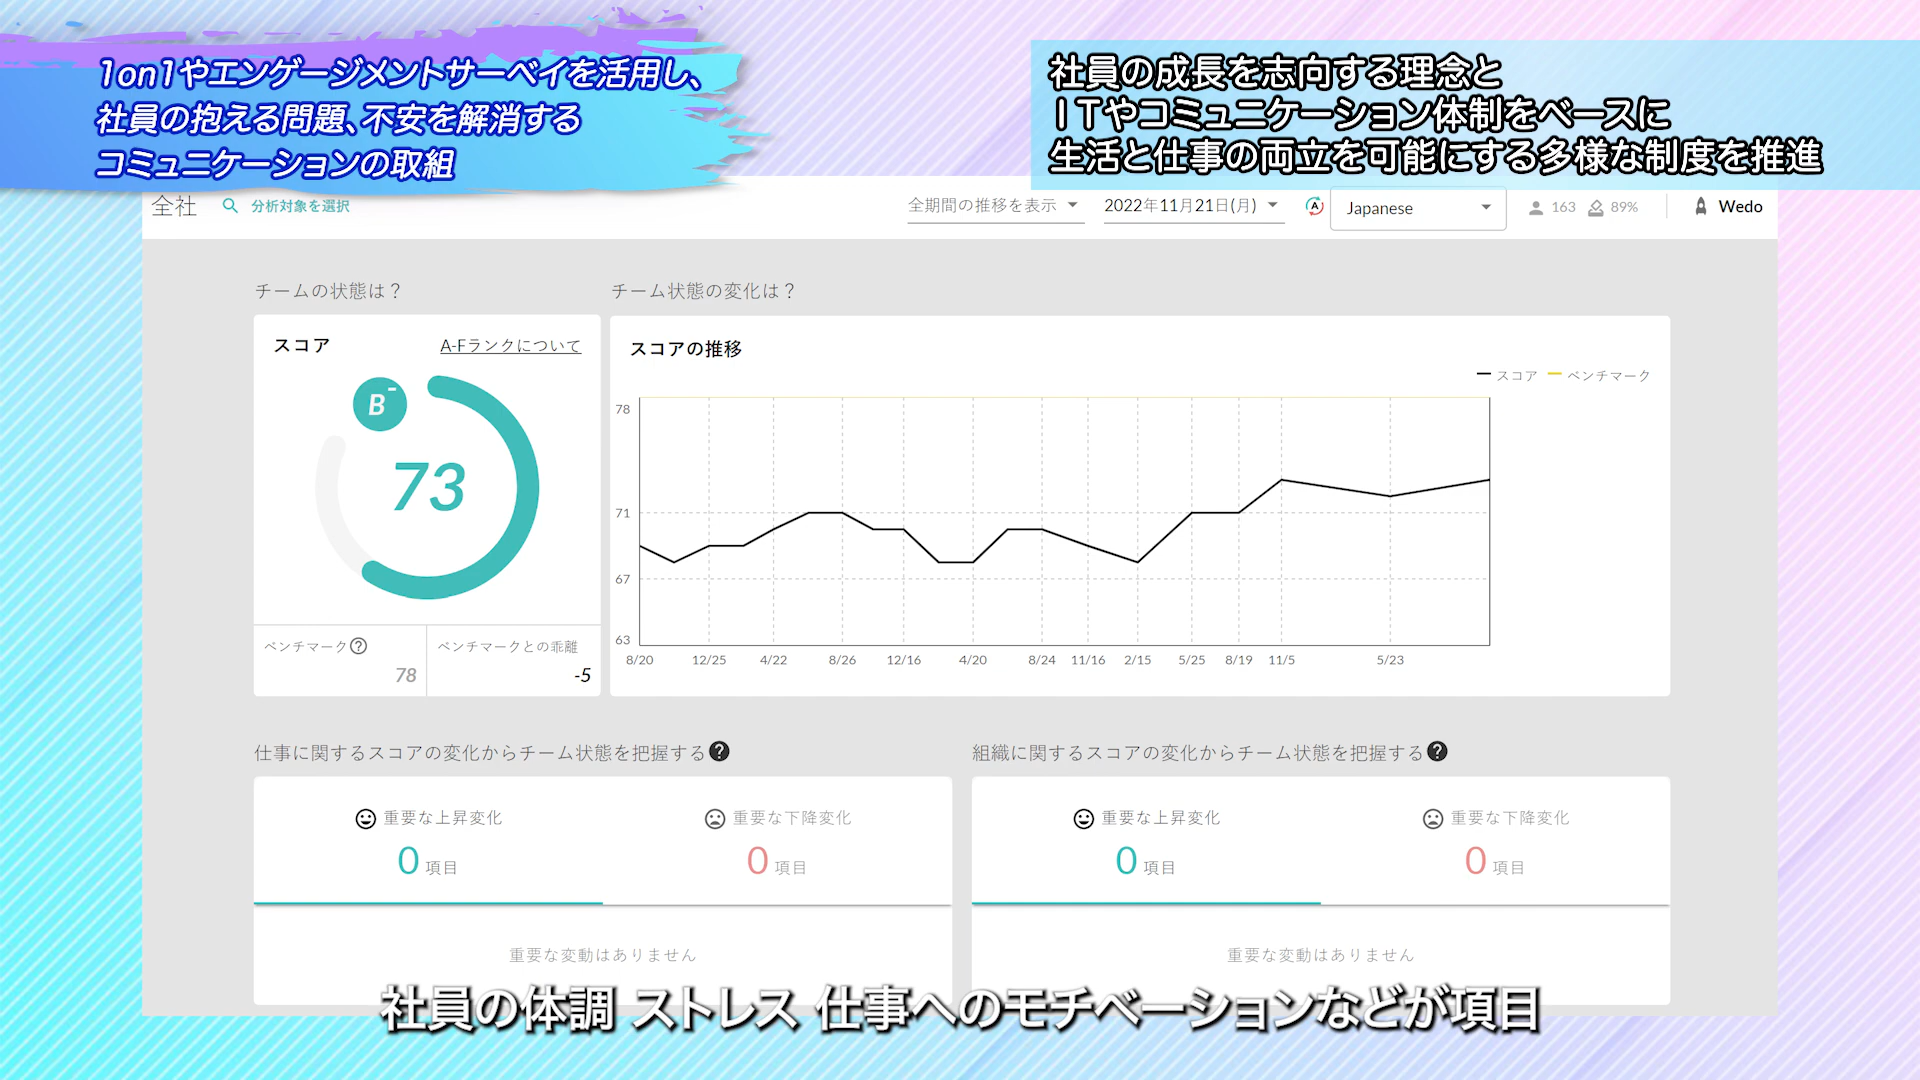 1on1やエンゲージメントサーベイを活用し、
社員の抱える問題、不安を解消する
コミュニケーションの取組
社員の成長を志向する理念と
ITやコミュニケーション体制をベースに
生活と仕事の両立を可能にする多様な制度を推進
全社 分析対象を選択 全期間の推移を表示 2022年11月21日(月) A Japanese 163 89% Wedo
チームの状態は？
スコア A-Fランクについて
B-
73
ベンチマーク ?
78
ベンチマークとの乖離
-5
チーム状態の変化は？
スコアの推移
スコア ベンチマーク
78
71
67
63
8/20 12/25 4/22 8/26 12/16 4/20 8/24 11/16 2/15 5/25 8/19 11/5 5/23
仕事に関するスコアの変化からチーム状態を把握する ?
重要な上昇変化
0 項目
重要な下降変化
0 項目
重要な変動はありません
組織に関するスコアの変化からチーム状態を把握する ?
重要な上昇変化
0 項目
重要な下降変化
0 項目
重要な変動はありません
社員の体調 ストレス 仕事へのモチベーションなどが項目